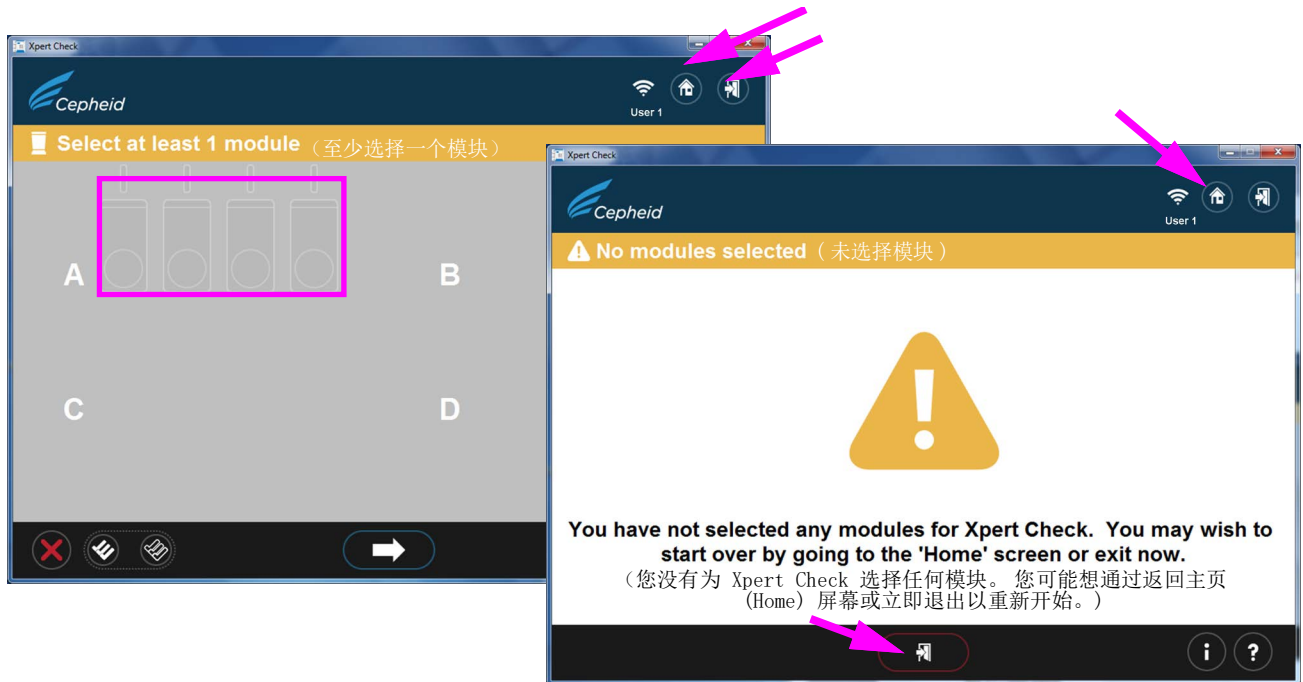 Xpert Check
Cepheid
User 1
Select at least 1 module（至少选择一个模块）
A
B
C
D
Xpert Check
Cepheid
User 1
No modules selected（未选择模块）
You have not selected any modules for Xpert Check. You may wish to
start over by going to the 'Home' screen or exit now.
（您没有为 Xpert Check 选择任何模块。 您可能想通过返回主页
(Home) 屏幕或立即退出以重新开始。)
i
?